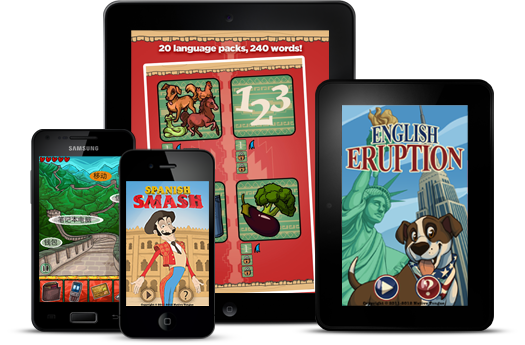 20 language packs, 240 words!
123
SAMSUNG
移动
笔记本电脑
钱包
SPANISH
SMASH
?
ENGLISH
ERUPTION
?